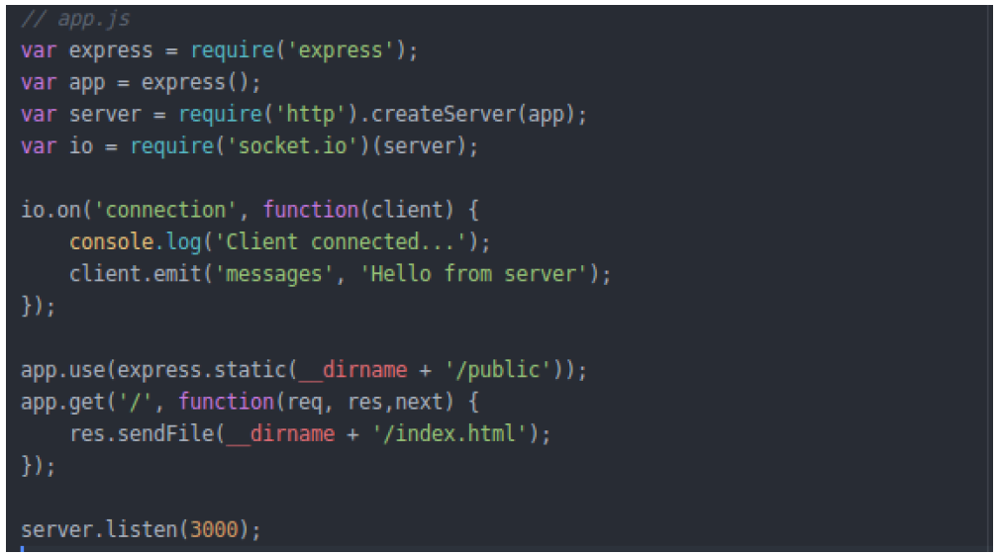 // app.js
var express = require('express');
var app = express();
var server = require('http').createServer(app);
var io = require('socket.io')(server);

io.on('connection', function(client) {
    console.log('Client connected...');
    client.emit('messages', 'Hello from server');
});

app.use(express.static(__dirname + '/public'));
app.get('/', function(req, res,next) {
    res.sendFile(__dirname + '/index.html');
});

server.listen(3000);